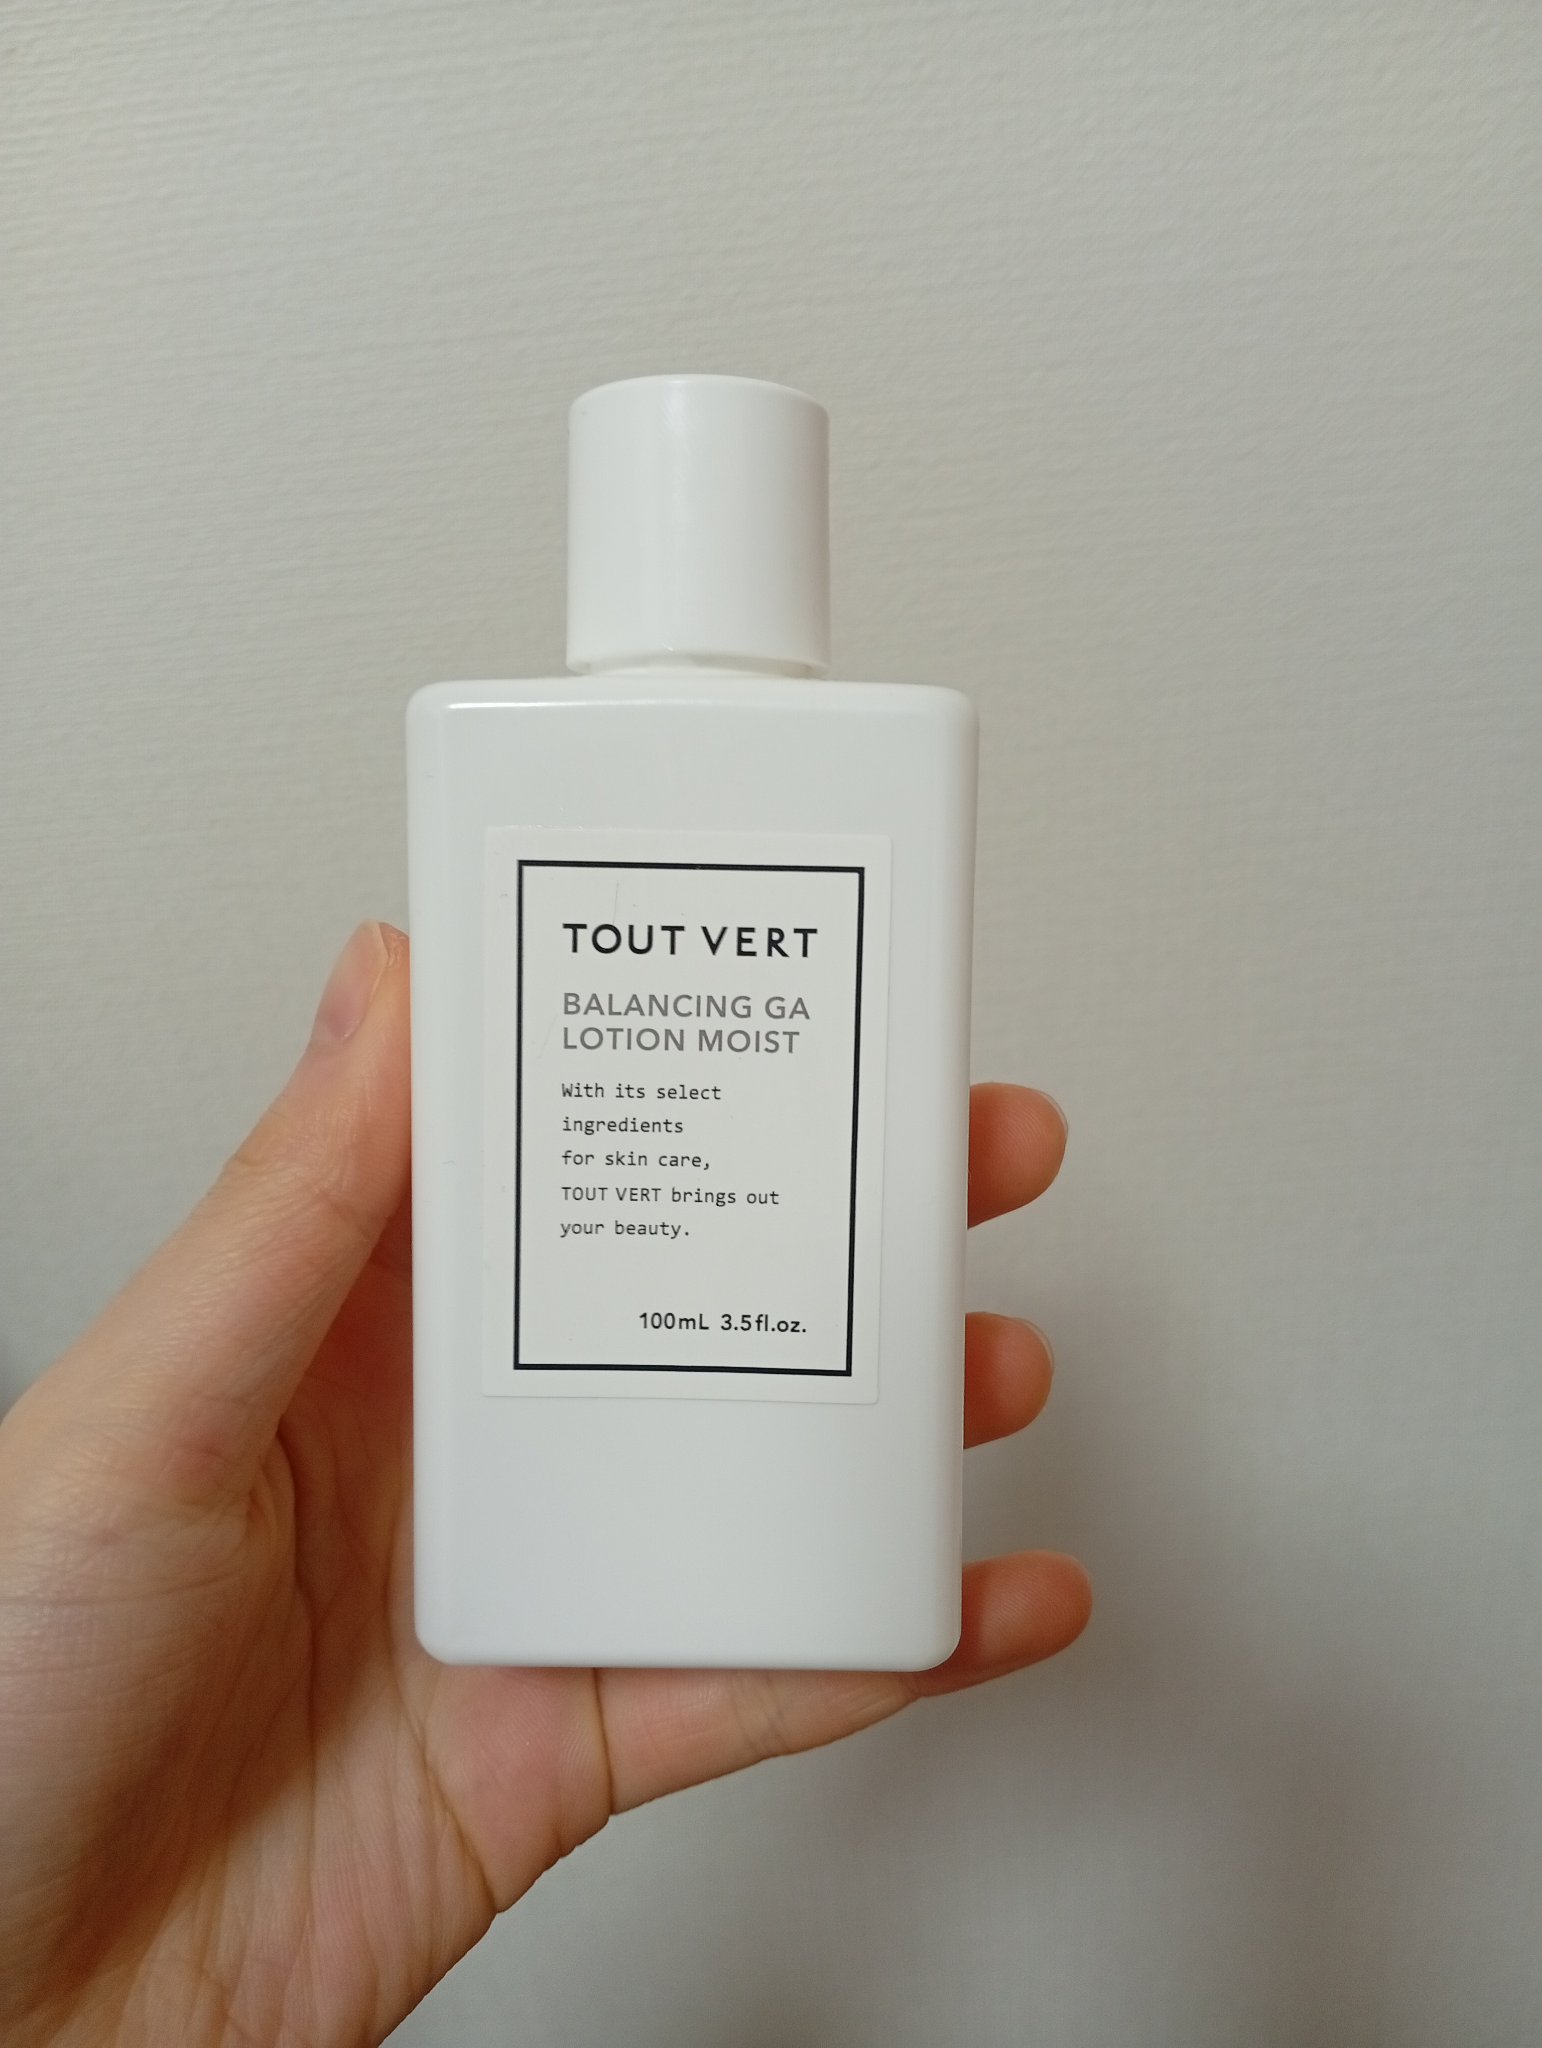 TOUT VERT
BALANCING GA
LOTION MOIST
With its select
ingredients
for skin care,
TOUT VERT brings out
your beauty.
100mL 3.5fl.oz.